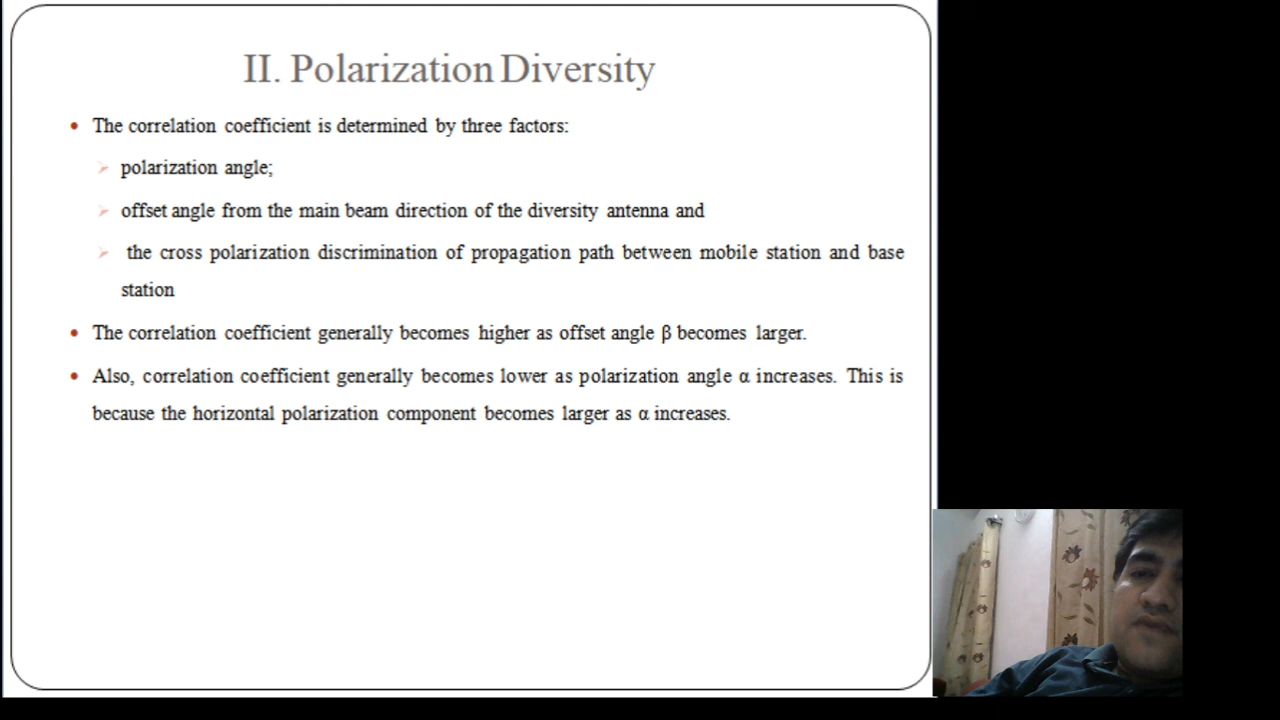 II. Polarization Diversity
The correlation coefficient is determined by three factors:
polarization angle;
offset angle from the main beam direction of the diversity antenna and
the cross polarization discrimination of propagation path between mobile station and base
station
The correlation coefficient generally becomes higher as offset angle β becomes larger.
Also, correlation coefficient generally becomes lower as polarization angle α increases. This is
because the horizontal polarization component becomes larger as α increases.